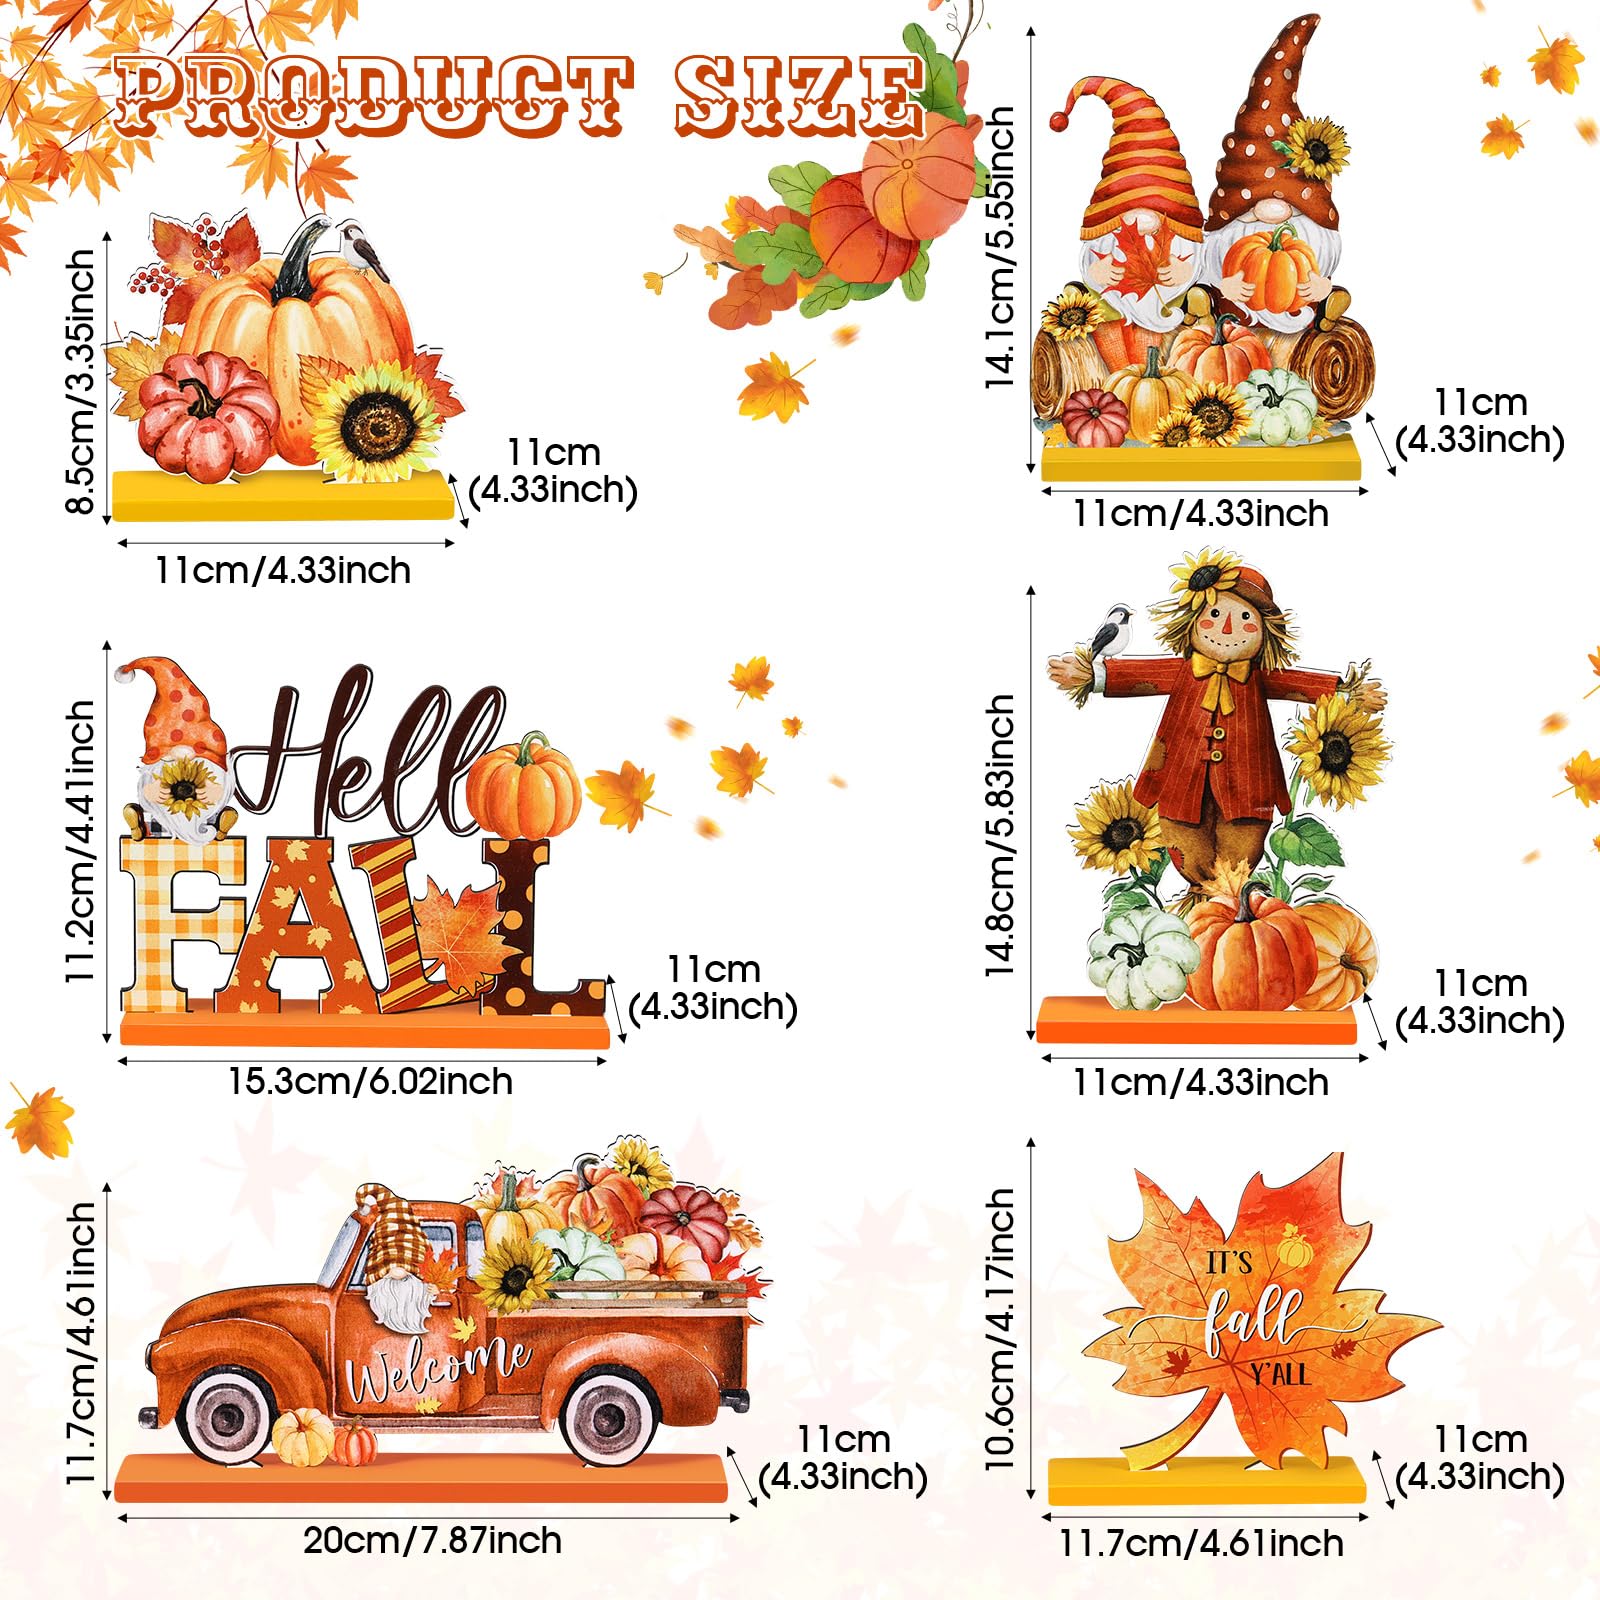 PRODUCT SIZE
8.5cm/3.35inch
11cm
(4.33inch)
11cm/4.33inch
14.1cm/5.55inch
11cm
(4.33inch)
11cm/4.33inch
Hell
FALL
11.2cm/4.41inch
11cm
(4.33inch)
15.3cm/6.02inch
14.8cm/5.83inch
11cm
(4.33inch)
11cm/4.33inch
Welcome
11.7cm/4.61inch
11cm
(4.33inch)
20cm/7.87inch
IT'S
fall
Y'ALL
10.6cm/4.17inch
11cm
(4.33inch)
11.7cm/4.61inch